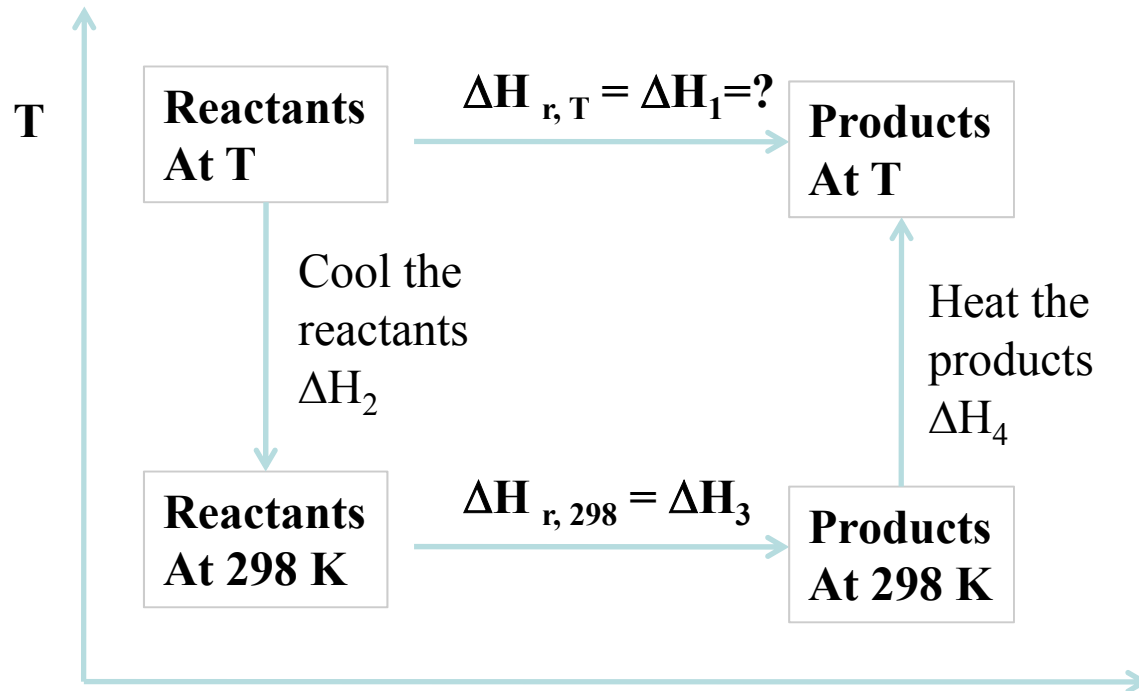 T
Reactants
At T
ΔH r, T = ΔH1=?
Products
At T
Cool the
reactants
ΔH2
Heat the
products
ΔH4
Reactants
At 298 K
ΔH r, 298 = ΔH3
Products
At 298 K